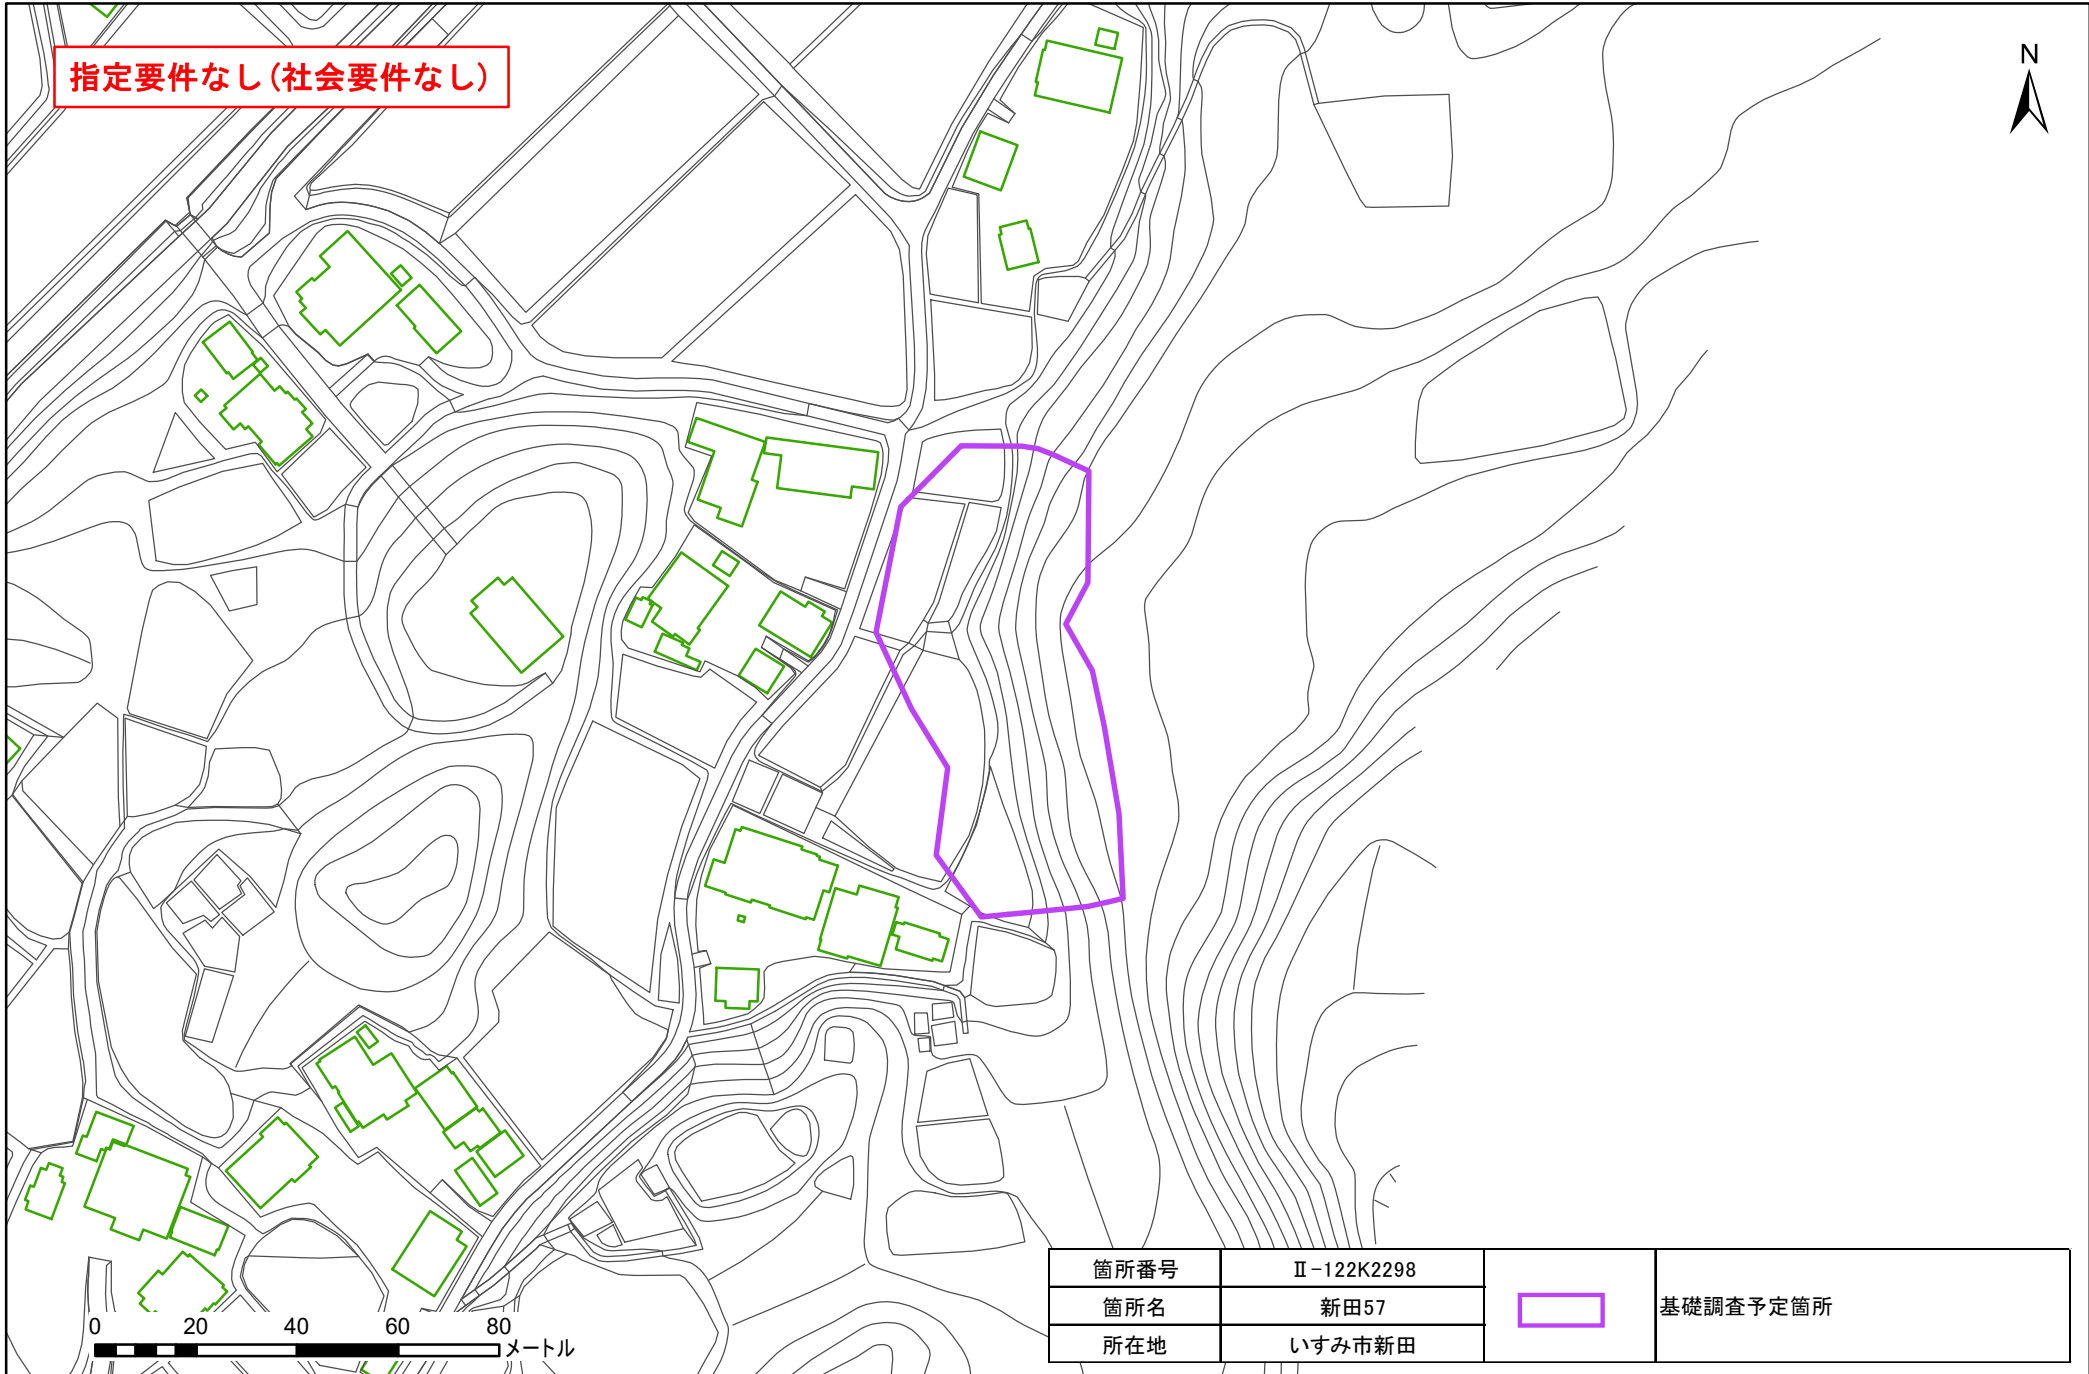 指定要件なし(社会要件なし)
N
箇所番号 Ⅱ-122K2298
箇所名 新田57
所在地 いすみ市新田
基礎調査予定箇所
0 20 40 60 80
メートル